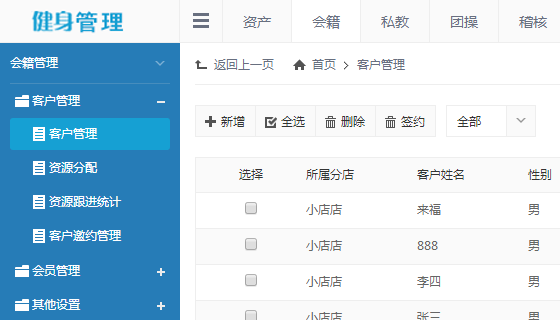 健身管理
资产 会籍 私教 团操 稽核
会籍管理
客户管理
客户管理
资源分配
资源跟进统计
客户邀约管理
会员管理
其他设置
返回上一页 首页 客户管理
新增 全选 删除 签约 全部
选择 所属分店 客户姓名 性别
小店店 来福 男
小店店 888 男
小店店 李四 男
小店店 张三 男